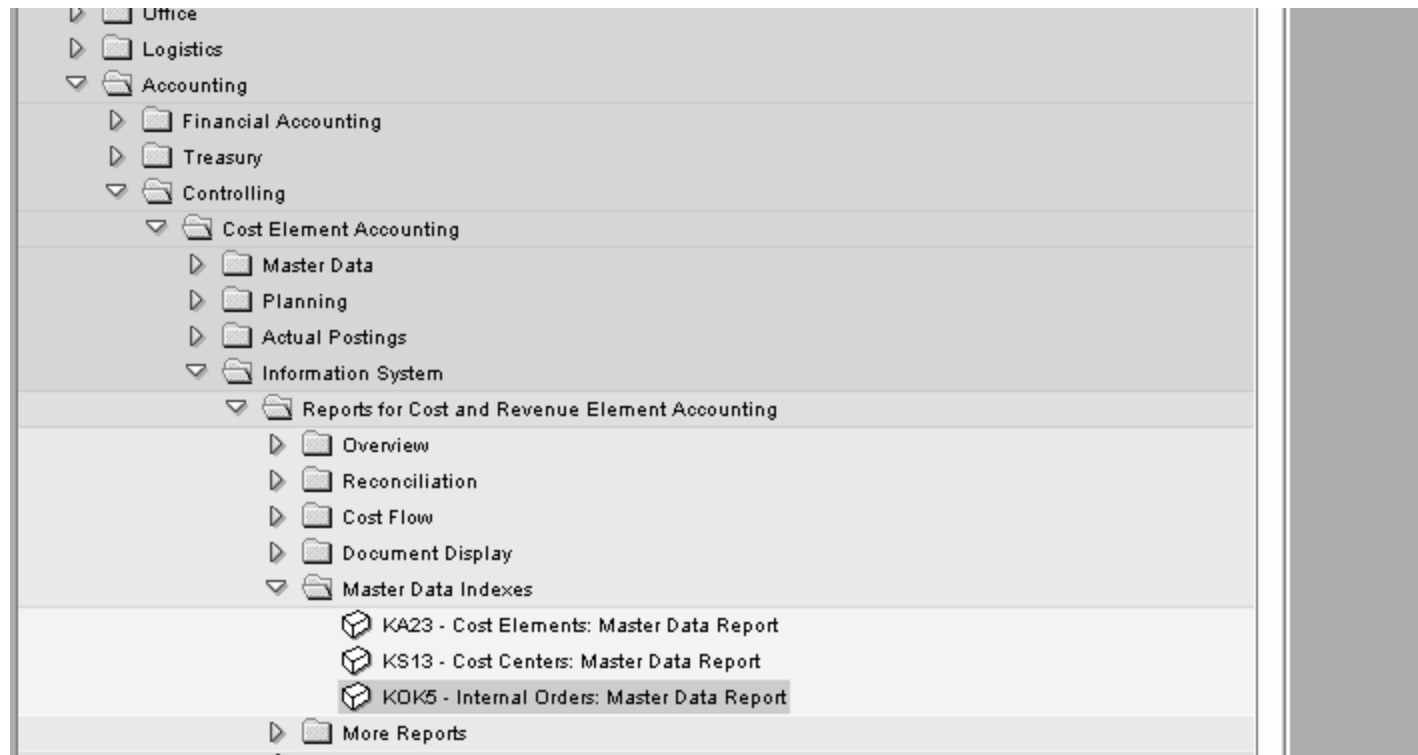 Office
Logistics
Accounting
Financial Accounting
Treasury
Controlling
Cost Element Accounting
Master Data
Planning
Actual Postings
Information System
Reports for Cost and Revenue Element Accounting
Overview
Reconciliation
Cost Flow
Document Display
Master Data Indexes
KA23 - Cost Elements: Master Data Report
KS13 - Cost Centers: Master Data Report
KOK5 - Internal Orders: Master Data Report
More Reports